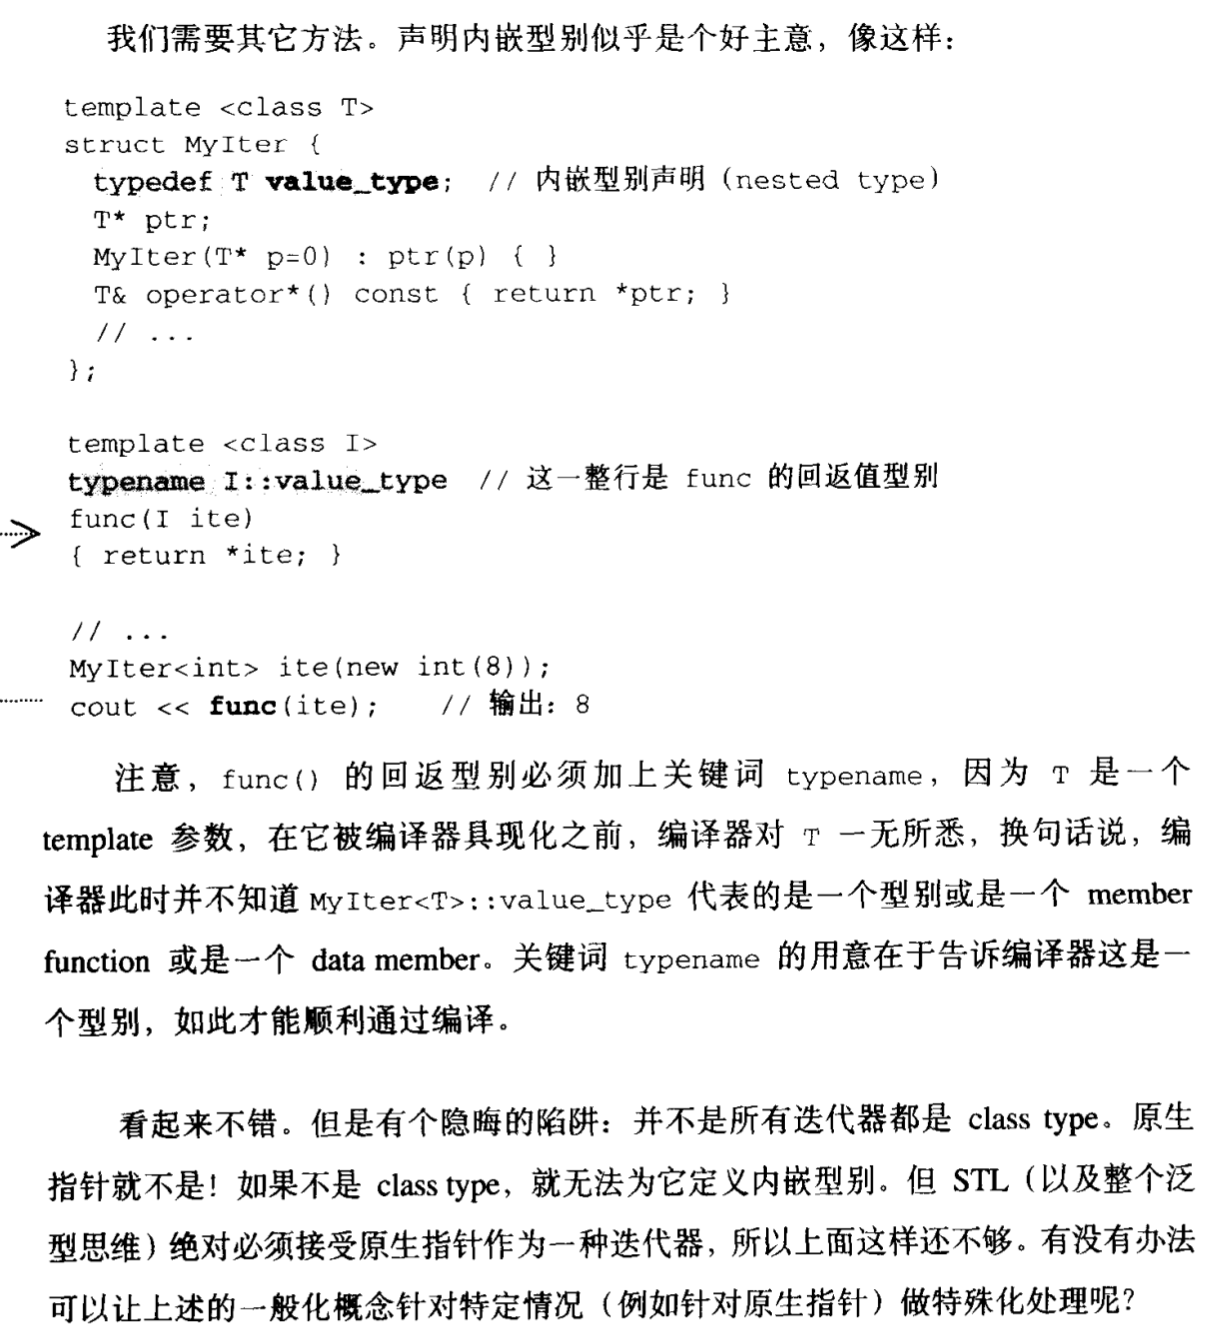 我们需要其它方法。声明内嵌型别似乎是个好主意，像这样：
template <class T>
struct MyIter {
typedef T value_type; // 内嵌型别声明（nested type）
T* ptr;
MyIter(T* p=0) : ptr(p) { }
T& operator*() const { return *ptr; }
// ...
};
template <class I>
typename I::value_type // 这一整行是 func 的回返值型别
func(I ite)
{ return *ite; }
// ...
MyIter<int> ite(new int(8));
cout << func(ite); // 输出：8
注意，func() 的回返型别必须加上关键词 typename，因为 T 是一个
template 参数，在它被编译器具现化之前，编译器对 T 一无所悉，换句话说，编
译器此时并不知道 MyIter<T>::value_type 代表的是一个型别或是一个 member
function 或是一个 data member。关键词 typename 的用意在于告诉编译器这是一
个型别，如此才能顺利通过编译。
看起来不错。但是有个隐晦的陷阱：并不是所有迭代器都是 class type。原生
指针就不是！如果不是 class type，就无法为它定义内嵌型别。但 STL（以及整个泛
型思维）绝对必须接受原生指针作为一种迭代器，所以上面这样还不够。有没有办法
可以让上述的一般化概念针对特定情况（例如针对原生指针）做特殊化处理呢？